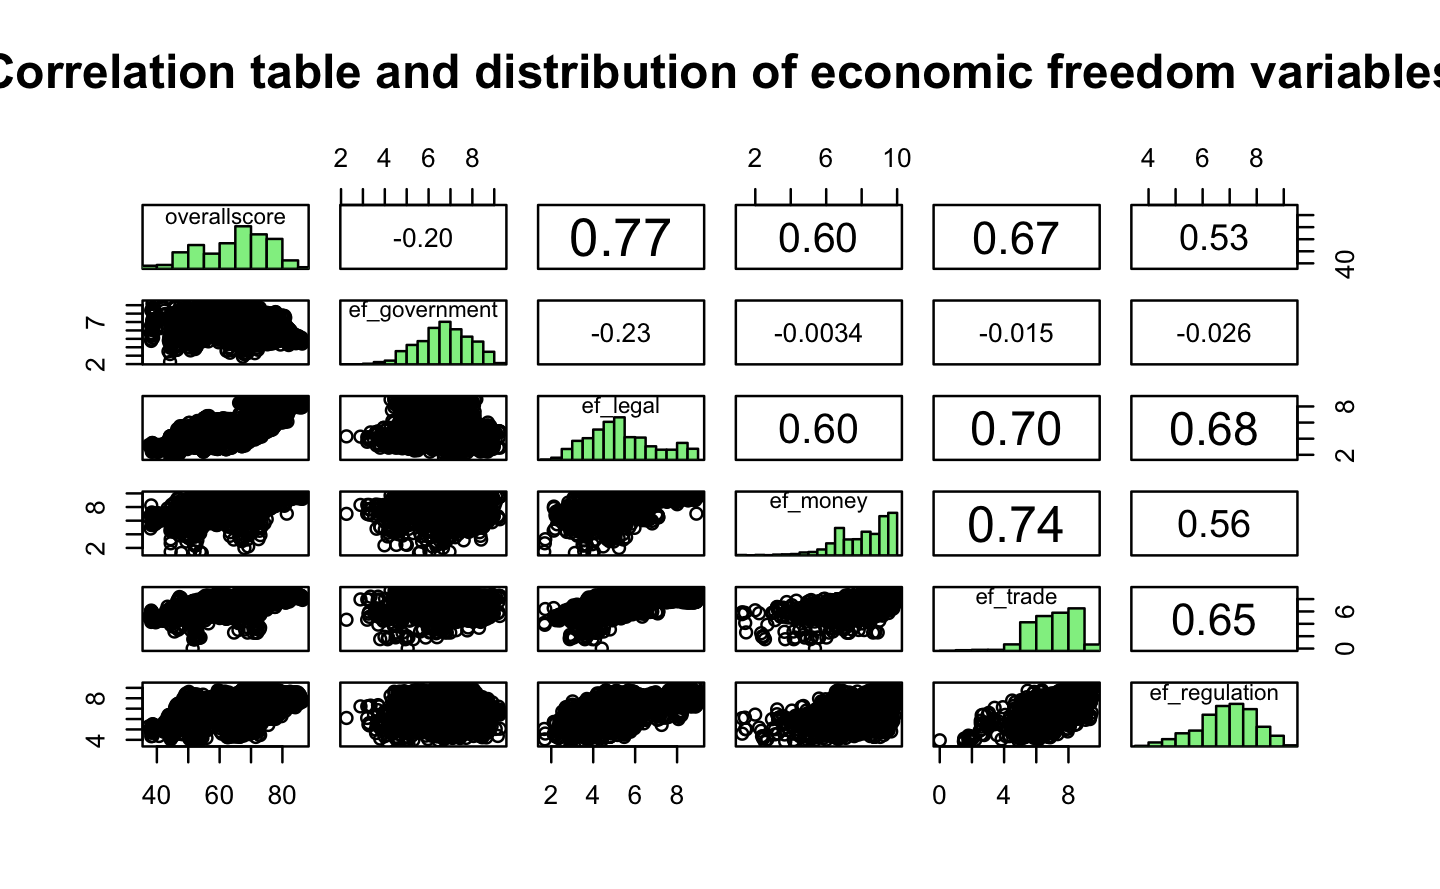 Correlation table and distribution of economic freedom variables
2 4 6 8 2 6 10 4 6 8
overallscore -0.20 0.77 0.60 0.67 0.53 40
7 2 ef_government -0.23 -0.0034 -0.015 -0.026
ef_legal 0.60 0.70 0.68 8 2
8 2 ef_money 0.74 0.56
ef_trade 0.65 6 0
8 4 ef_regulation
40 60 80 2 4 6 8 0 4 8